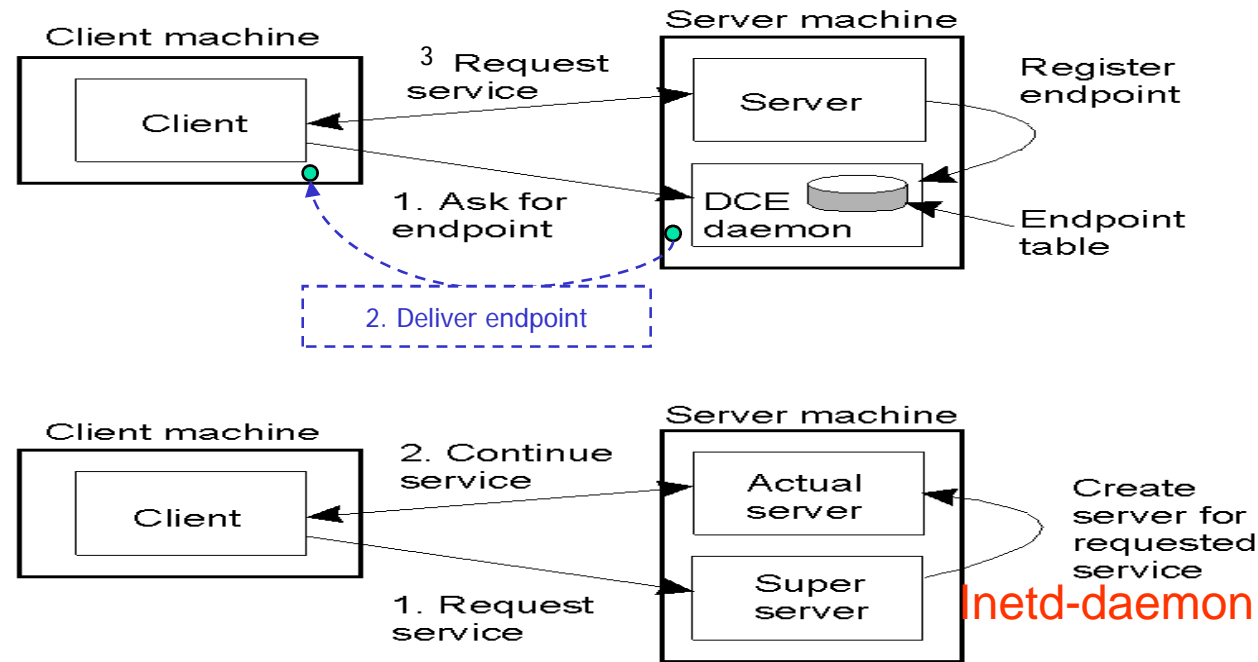 Server machine
Client machine
3 Request
service
Register
endpoint
Client
Server
1. Ask for
endpoint
DCE
daemon
Endpoint
table
2. Deliver endpoint
Server machine
Client machine
2. Continue
service
Actual
server
Create
server for
requested
service
Client
Super
server
Inetd-daemon
1. Request
service